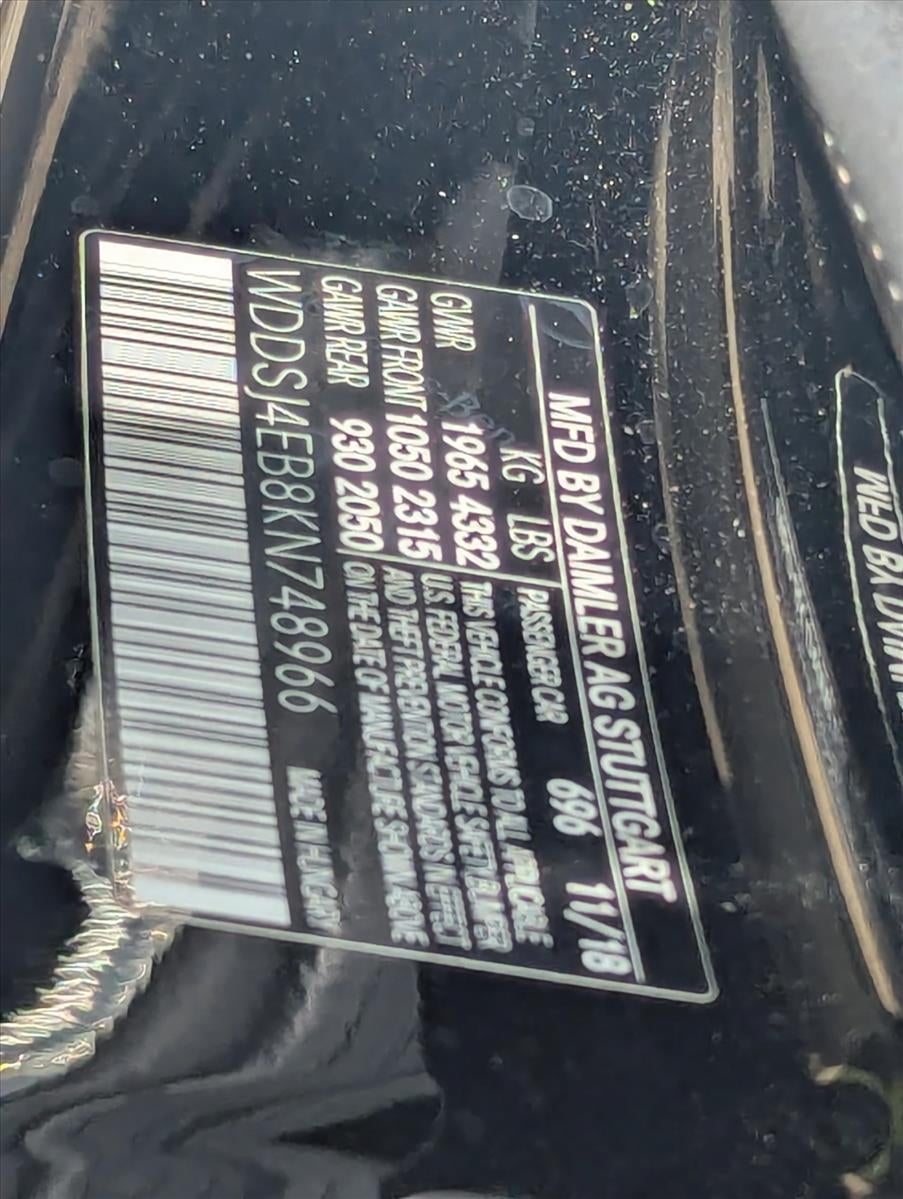 MFD BY DAIMLER AG STUTTGART
KG LBS PASSENGER CAR 696 11/18
GVWR 1965 4332 THIS VEHICLE CONFORMS TO ALL APPLICABLE
GAWR FRONT 1050 2315 U.S. FEDERAL MOTOR VEHICLE SAFETY, BUMPER
GAWR REAR 930 2050 AND THEFT PREVENTION STANDARDS IN EFFECT
ON THE DATE OF MANUFACTURE SHOWN ABOVE
WDDSJ4EB8KN748966 MADE IN HUNGARY